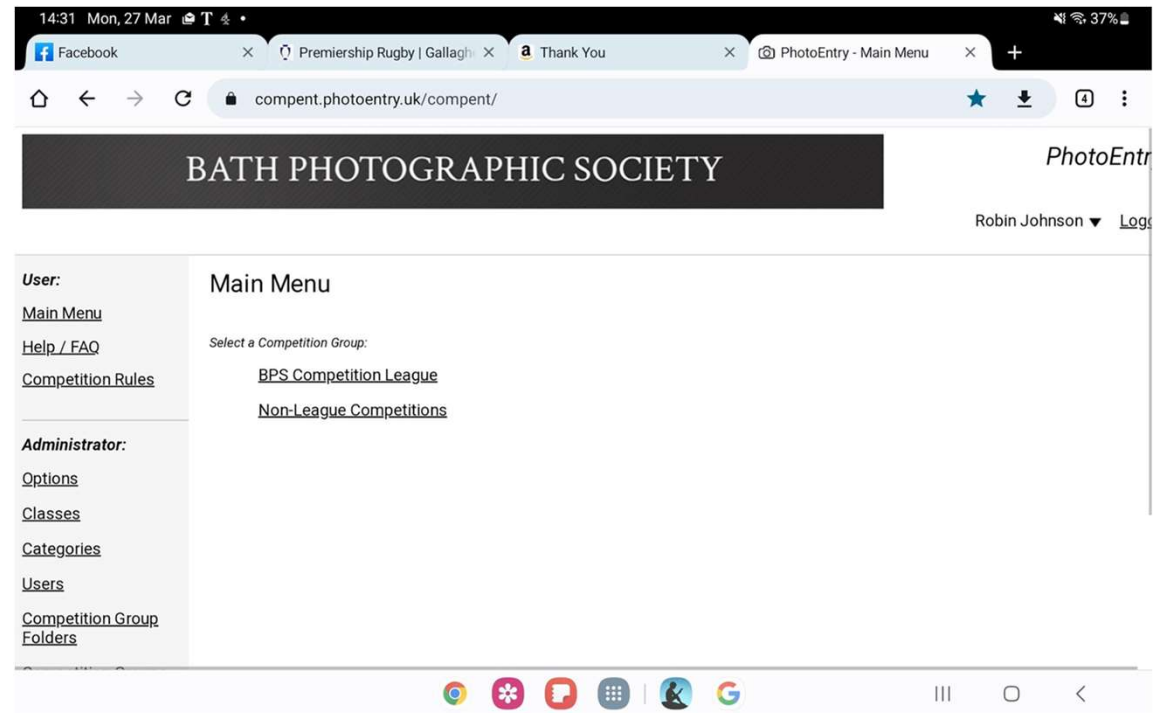 14:31 Mon, 27 Mar
37%
Facebook
Premiership Rugby | Gallagh
Thank You
PhotoEntry - Main Menu
compent.photoentry.uk/compent/
4
BATH PHOTOGRAPHIC SOCIETY
PhotoEntr
Robin Johnson ▼ Logo
User:
Main Menu
Help / FAQ
Competition Rules
Administrator:
Options
Classes
Categories
Users
Competition Group
Folders
Main Menu
Select a Competition Group:
BPS Competition League
Non-League Competitions